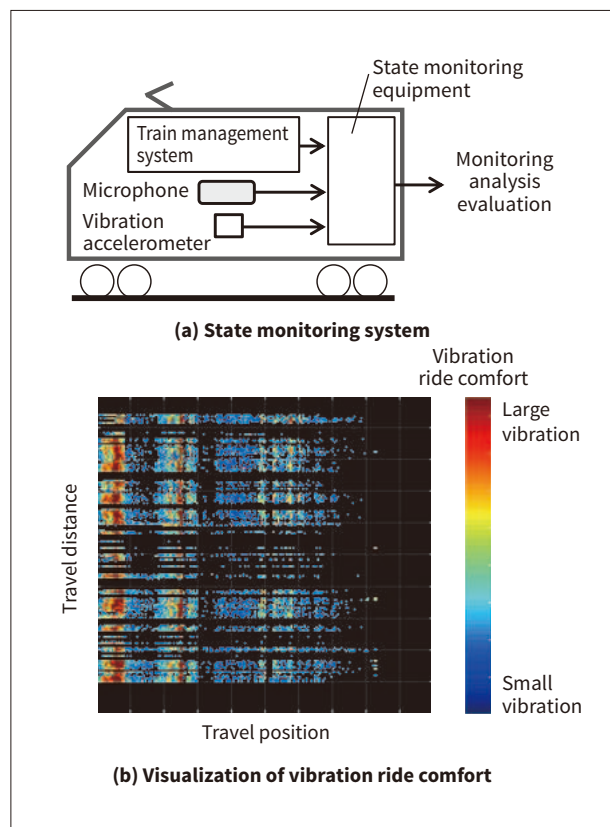 State monitoring
equipment
Train management
system
Microphone
Vibration
accelerometer
Monitoring
analysis
evaluation
(a) State monitoring system
Vibration
ride comfort
Large
vibration
Travel distance
Small
vibration
Travel position
(b) Visualization of vibration ride comfort